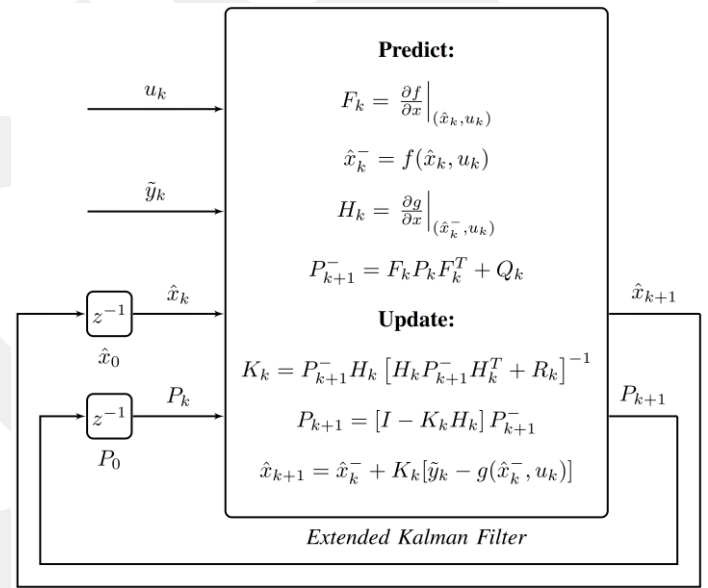 Predict:
u_k
F_k = ∂f/∂x |_(x̂_k,u_k)
x̂_k^- = f(x̂_k, u_k)
ỹ_k
H_k = ∂g/∂x |_(x̂_k^-,u_k)
P_{k+1}^- = F_k P_k F_k^T + Q_k
z^{-1}
x̂_k
x̂_{k+1}
x̂_0
Update:
K_k = P_{k+1}^- H_k [H_k P_{k+1}^- H_k^T + R_k]^{-1}
z^{-1}
P_k
P_{k+1}
P_0
P_{k+1} = [I − K_k H_k] P_{k+1}^-
x̂_{k+1} = x̂_k^- + K_k[ỹ_k − g(x̂_k^-, u_k)]
Extended Kalman Filter